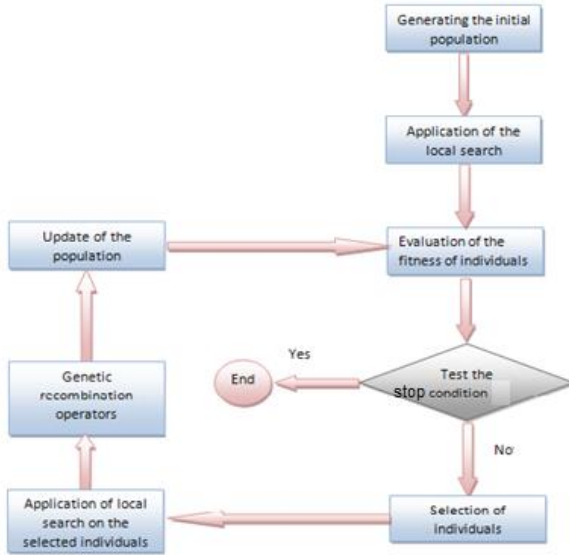 Generating the initial
population
Application of the
local search
Update of the
population
Evaluation of the
fitness of individuals
Yes
End
Test the
stop condition
Genetic
recombination
operators
No
Application of local
search on the
selected individuals
Selection of
individuals